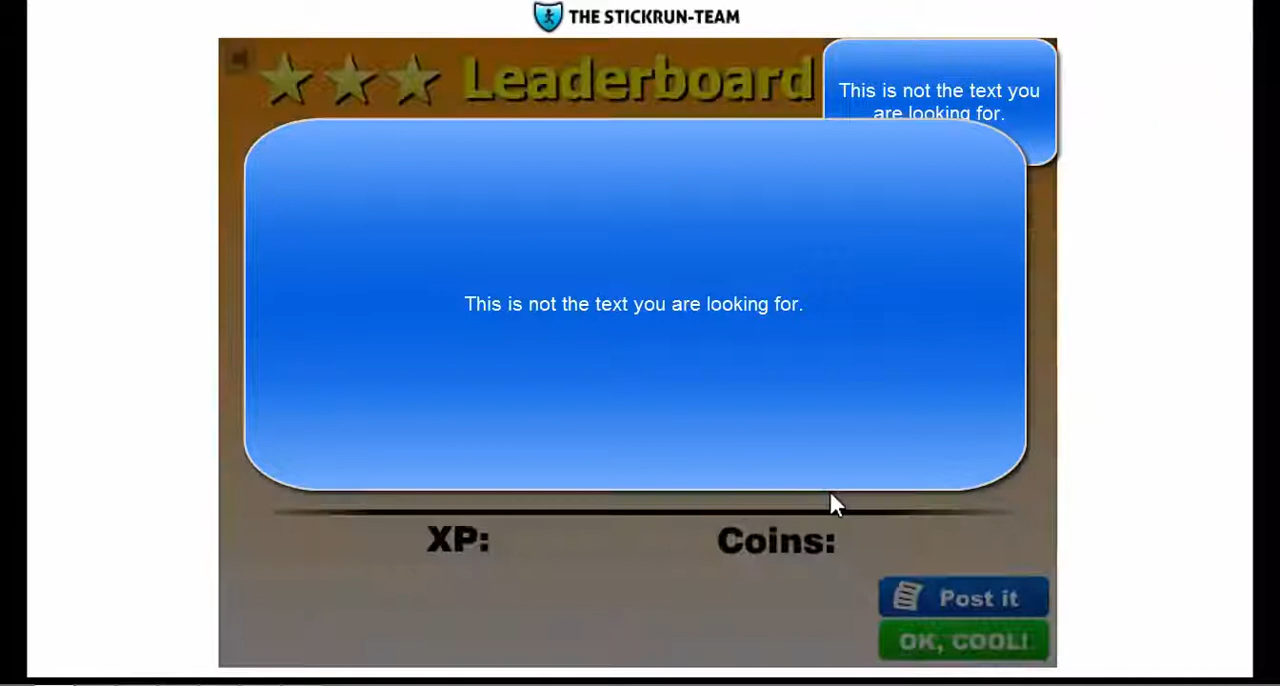 THE STICKRUN-TEAM
Leaderboard
This is not the text you
are looking for.
This is not the text you are looking for.
XP:
Coins:
Post it
OK, COOL!